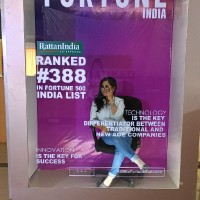 FORTUNE
INDIA
RattanIndia
RANKED
#388
IN FORTUNE 500
INDIA LIST
TECHNOLOGY
IS THE KEY
DIFFERENTIATOR BETWEEN
TRADITIONAL AND
NEW AGE COMPANIES
INNOVATION
IS THE KEY FOR
SUCCESS